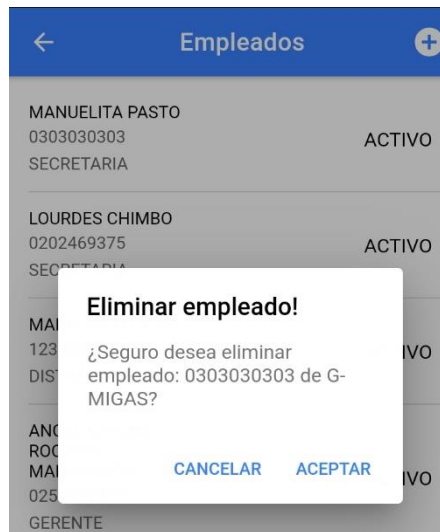 Empleados
MANUELITA PASTO
0303030303
ACTIVO
SECRETARIA
LOURDES CHIMBO
0202469375
ACTIVO
Eliminar empleado!
¿Seguro desea eliminar
empleado: 0303030303 de G-
MIGAS?
CANCELAR ACEPTAR
GERENTE